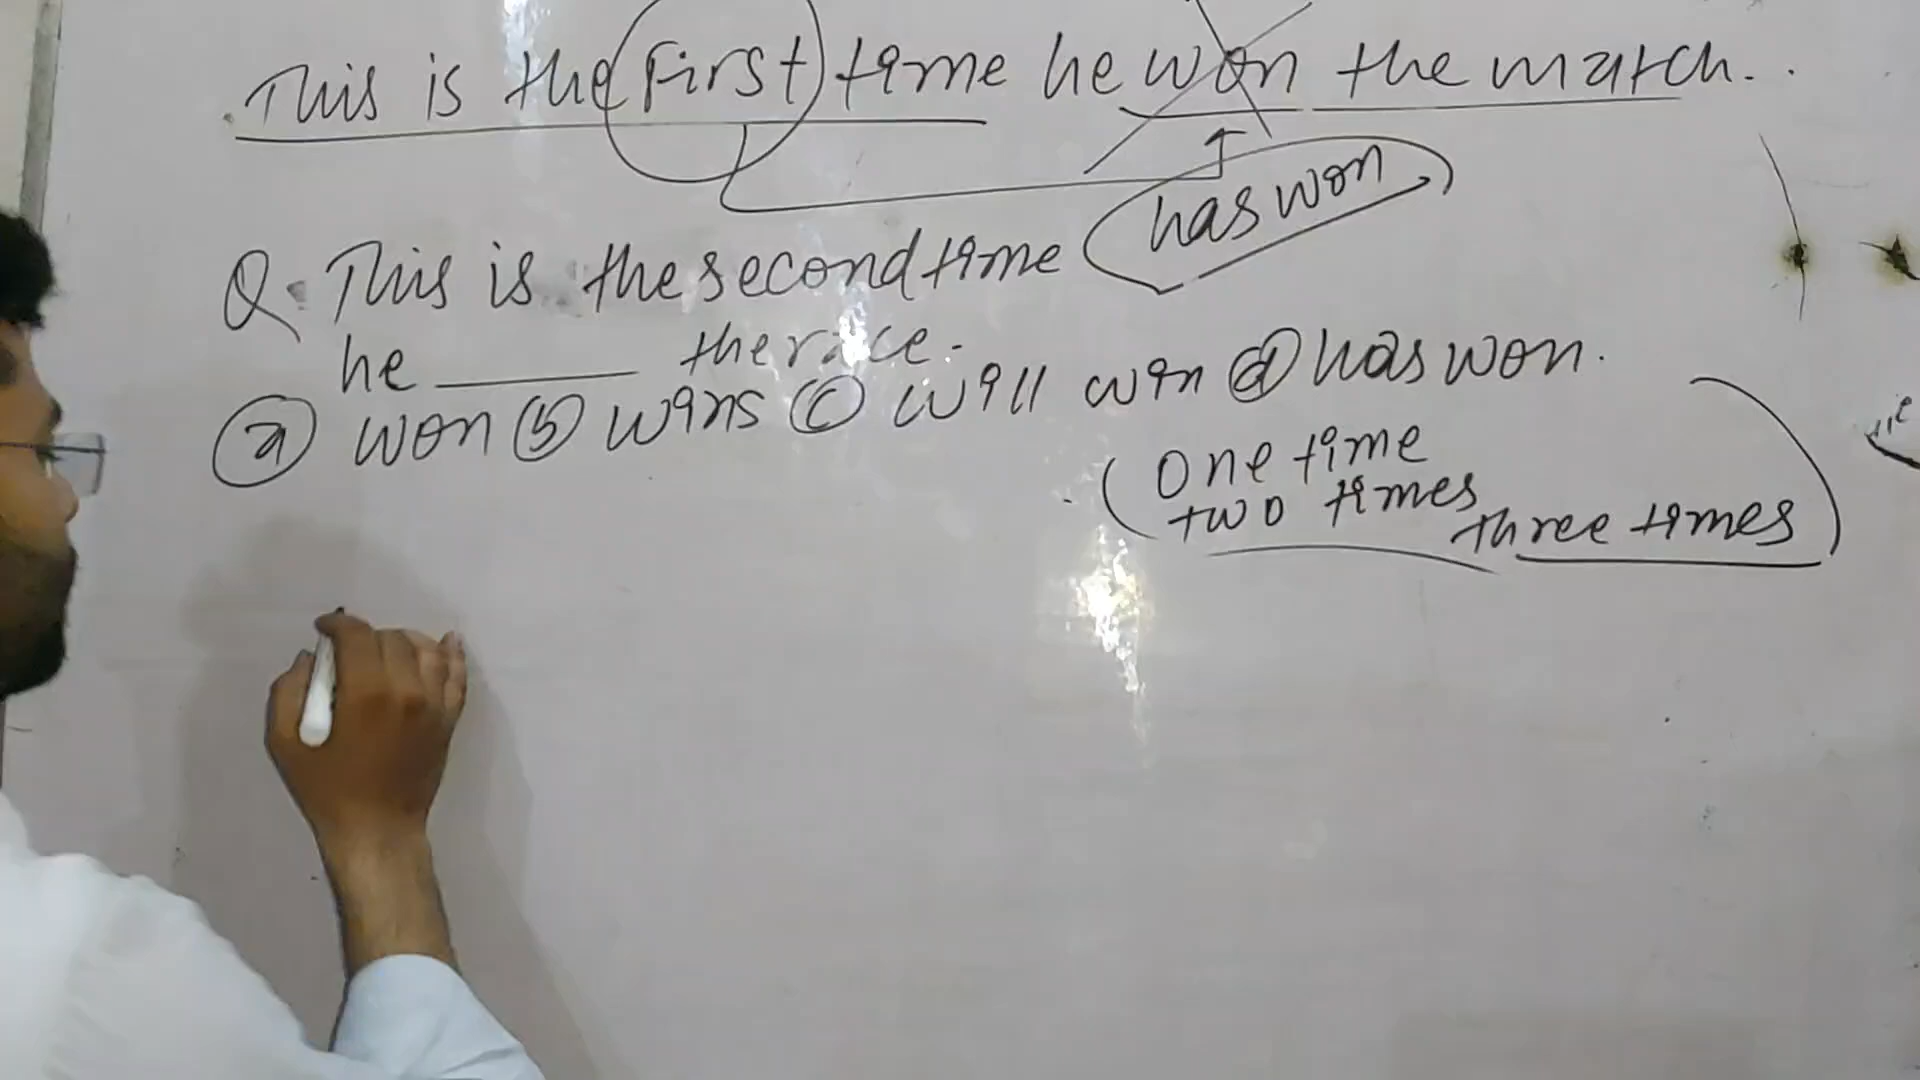 This is the First time he won the match.
has won
Q. This is the second time
he ____ the race.
(a) won (b) wins (c) will win (d) has won.
(One time
two times
three times)